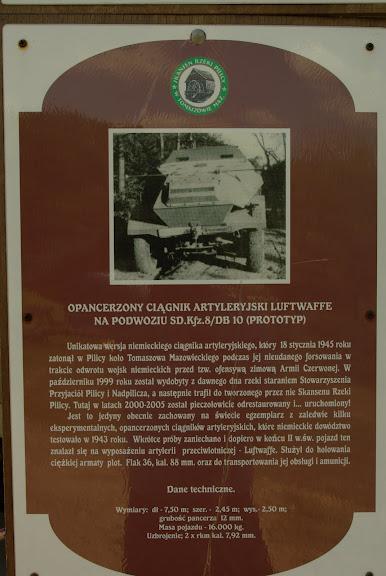 SKANSEN RZEKI PILICY
W TOMASZOWIE MAZ.
OPANCERZONY CIĄGNIK ARTYLERYJSKI LUFTWAFFE
NA PODWOZIU SD.Kfz.8/DB 10 (PROTOTYP)
Unikatowa wersja niemieckiego ciągnika artyleryjskiego, który 18 stycznia 1945 roku
zatonął w Pilicy koło Tomaszowa Mazowieckiego podczas jej nieudanego forsowania w
trakcie odwrotu wojsk niemieckich przed tzw. ofensywą zimową Armii Czerwonej. W
październiku 1999 roku został wydobyty z dawnego dna rzeki staraniem Stowarzyszenia
Przyjaciół Pilicy i Nadpilicza, a następnie trafił do tworzonego przez nie Skansenu Rzeki
Pilicy. Tutaj w latach 2000-2005 został pieczołowicie odrestaurowany i... uruchomiony!
Jest to jedyny obecnie zachowany na świecie egzemplarz z zaledwie kilku
eksperymentalnych, opancerzonych ciągników artyleryjskich, które niemieckie dowództwo
testowało w 1943 roku. Wkrótce próby zaniechano i dopiero w końcu II w.św. pojazd ten
znalazł się na wyposażeniu artylerii przeciwlotniczej - Luftwaffe. Służył do holowania
ciężkiej armaty plot. Flak 36, kal. 88 mm. oraz do transportowania jej obsługi i amunicji.
Dane techniczne.
Wymiary: dł - 7,50 m; szer. - 2,45 m; wys.- 2,50 m;
grubość pancerza 12 mm.
Masa pojazdu - 16.000 kg.
Uzbrojenie; 2 x rkm kal. 7,92 mm.